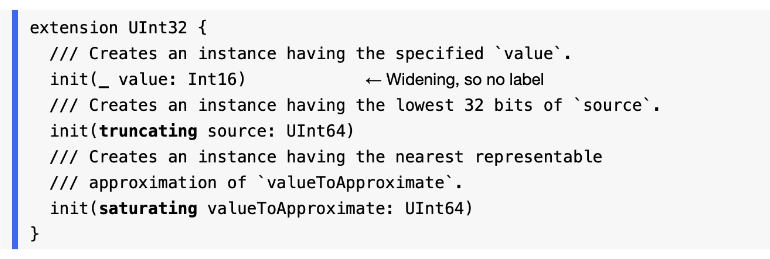 extension UInt32 {
  /// Creates an instance having the specified `value`.
  init(_ value: Int16)            ← Widening, so no label
  /// Creates an instance having the lowest 32 bits of `source`.
  init(truncating source: UInt64)
  /// Creates an instance having the nearest representable
  /// approximation of `valueToApproximate`.
  init(saturating valueToApproximate: UInt64)
}